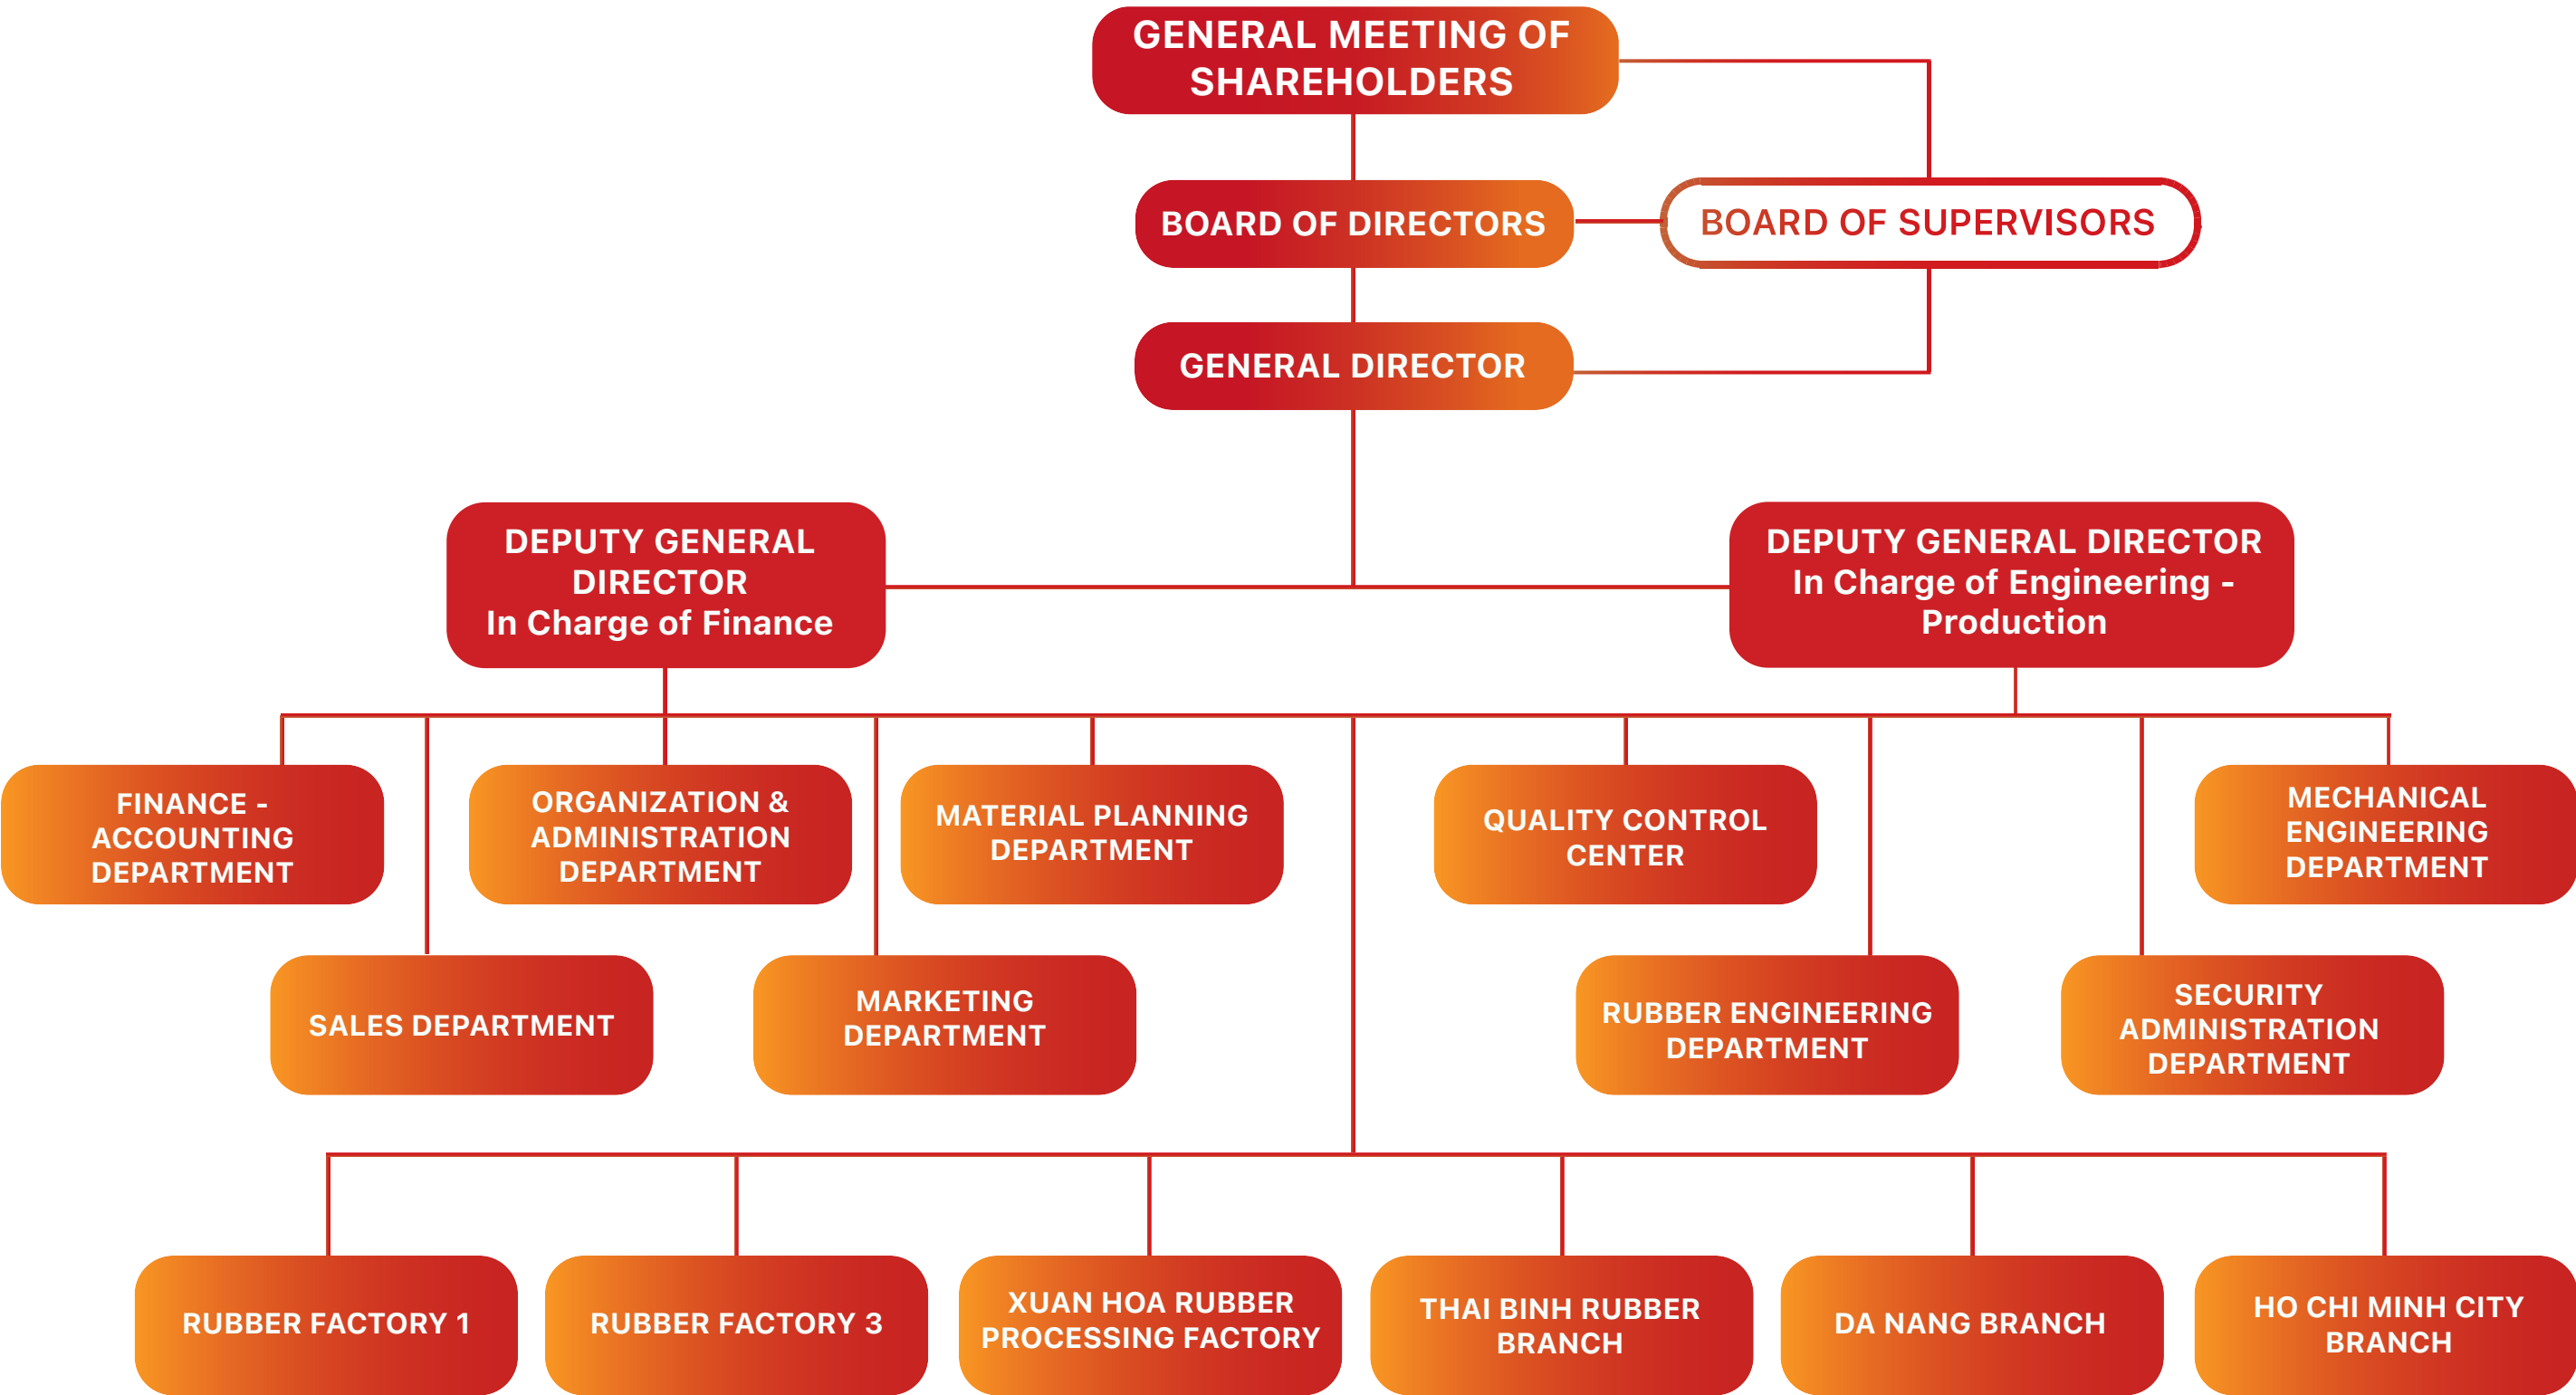 GENERAL MEETING OF
SHAREHOLDERS
BOARD OF DIRECTORS
BOARD OF SUPERVISORS
GENERAL DIRECTOR
DEPUTY GENERAL
DIRECTOR
In Charge of Finance
DEPUTY GENERAL DIRECTOR
In Charge of Engineering -
Production
FINANCE -
ACCOUNTING
DEPARTMENT
ORGANIZATION &
ADMINISTRATION
DEPARTMENT
MATERIAL PLANNING
DEPARTMENT
QUALITY CONTROL
CENTER
MECHANICAL
ENGINEERING
DEPARTMENT
SALES DEPARTMENT
MARKETING
DEPARTMENT
RUBBER ENGINEERING
DEPARTMENT
SECURITY
ADMINISTRATION
DEPARTMENT
RUBBER FACTORY 1
RUBBER FACTORY 3
XUAN HOA RUBBER
PROCESSING FACTORY
THAI BINH RUBBER
BRANCH
DA NANG BRANCH
HO CHI MINH CITY
BRANCH